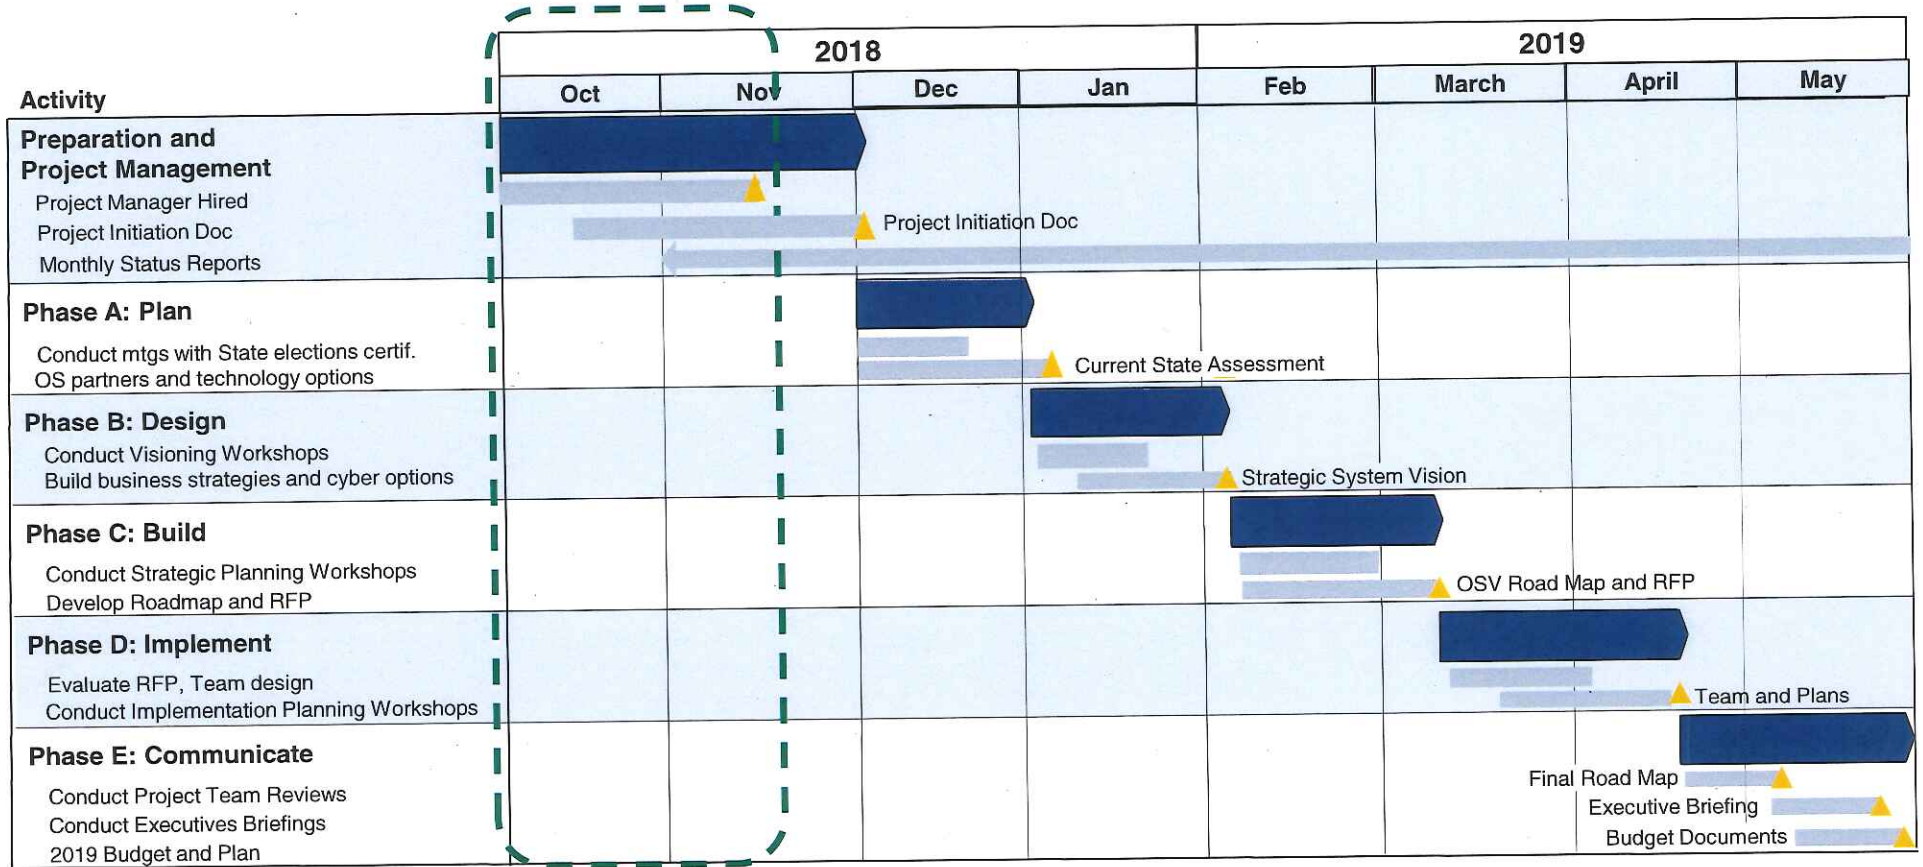 2018
2019
Activity
Oct
Nov
Dec
Jan
Feb
March
April
May
Preparation and
Project Management
Project Manager Hired
Project Initiation Doc
Project Initiation Doc
Monthly Status Reports
Phase A: Plan
Conduct mtgs with State elections certif.
OS partners and technology options
Current State Assessment
Phase B: Design
Conduct Visioning Workshops
Build business strategies and cyber options
Strategic System Vision
Phase C: Build
Conduct Strategic Planning Workshops
Develop Roadmap and RFP
OSV Road Map and RFP
Phase D: Implement
Evaluate RFP, Team design
Conduct Implementation Planning Workshops
Team and Plans
Phase E: Communicate
Final Road Map
Conduct Project Team Reviews
Executive Briefing
Conduct Executives Briefings
Budget Documents
2019 Budget and Plan